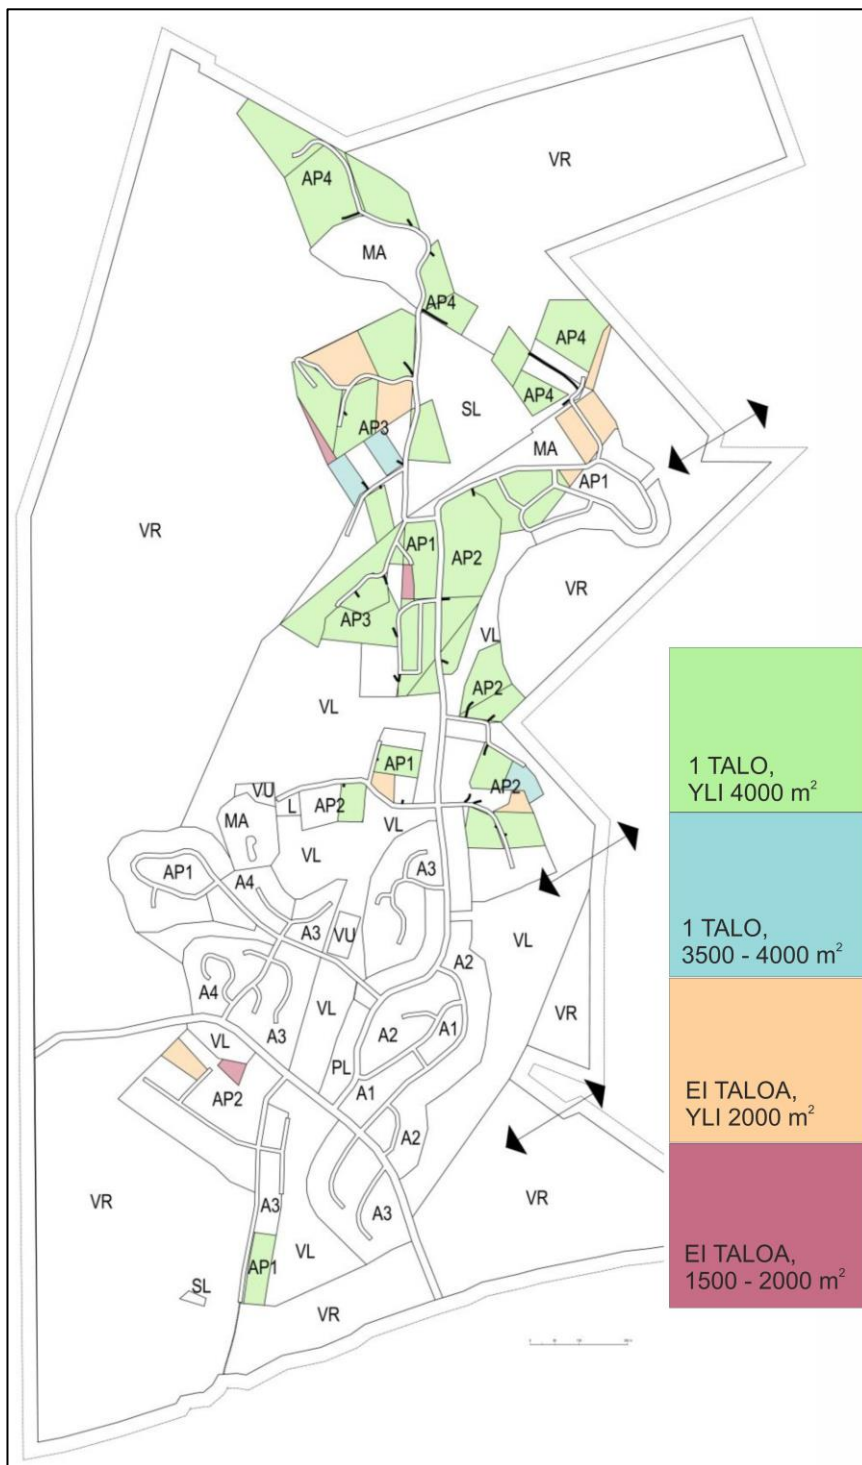 VR
AP4
MA
AP4
AP4
AP4
SL
AP3
MA
AP1
VR
AP1
AP2
VR
AP3
VL
AP2
VL
AP1
AP2
VU
L
AP2
MA
VL
VL
A3
AP1
A4
A3
VU
VL
A2
A4
VL
A3
VL
A2
A1
VR
PL
A1
AP2
A2
VR
VR
A3
A3
VL
AP1
SL
VR
1 TALO,
YLI 4000 m²
1 TALO,
3500 - 4000 m²
EI TALOA,
YLI 2000 m²
EI TALOA,
1500 - 2000 m²